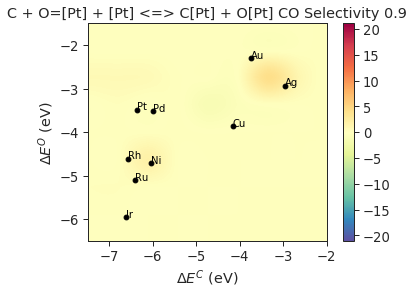 C + O=[Pt] + [Pt] <=> C[Pt] + O[Pt] CO Selectivity 0.9
−2
−3
−4
−5
−6
ΔE^O (eV)
Au
Ag
Pt
Pd
Cu
Rh
Ni
Ru
Ir
−7
−6
−5
−4
−3
−2
ΔE^C (eV)
20
15
10
5
0
−5
−10
−15
−20